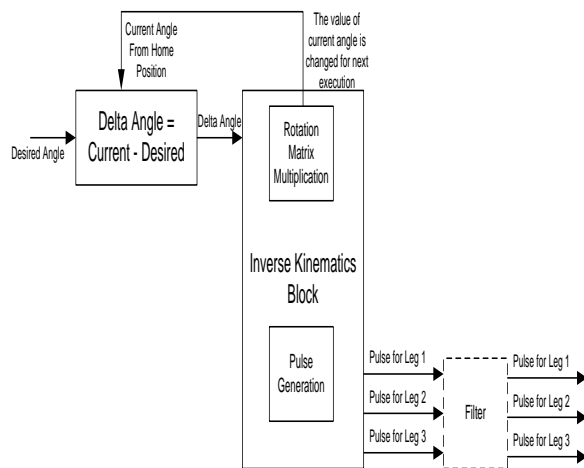 Current Angle
From Home
Position
The value of
current angle is
changed for next
execution
Desired Angle
Delta Angle =
Current - Desired
Delta Angle
Rotation
Matrix
Multiplication
Inverse Kinematics
Block
Pulse
Generation
Pulse for Leg 1
Pulse for Leg 2
Pulse for Leg 3
Filter
Pulse for Leg 1
Pulse for Leg 2
Pulse for Leg 3